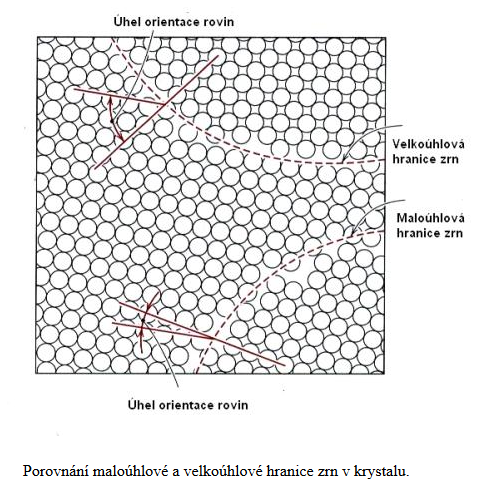 Úhel orientace rovin
Velkoúhlová
hranice zrn
Maloúhlová
hranice zrn
Úhel orientace rovin
Porovnání maloúhlové a velkoúhlové hranice zrn v krystalu.